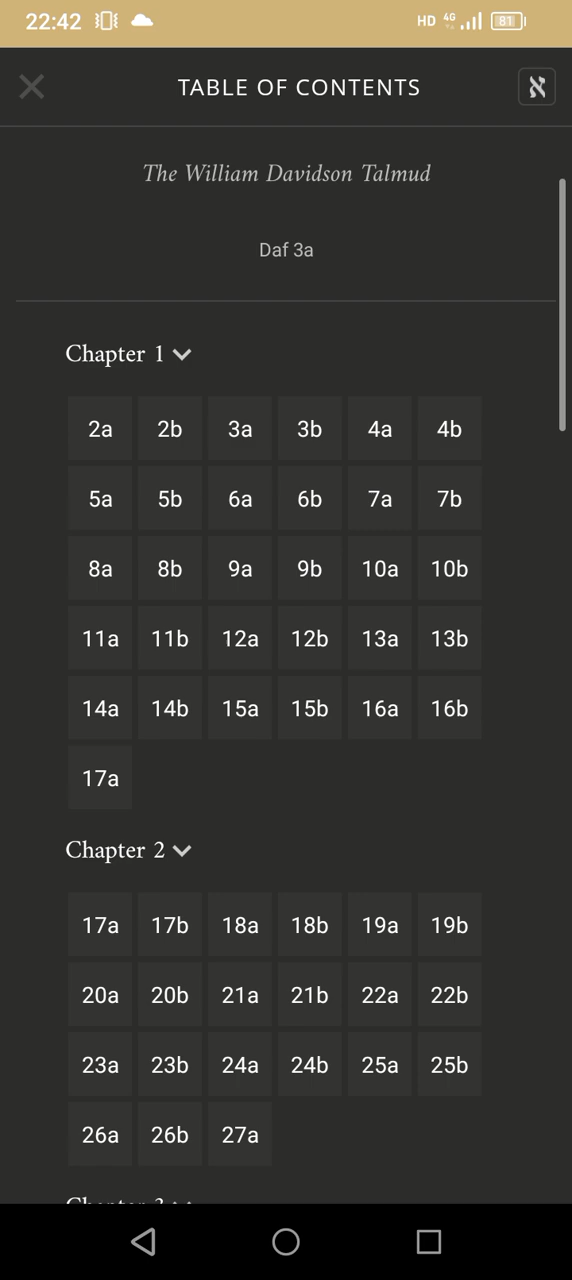 22:42 HD 4G 81
TABLE OF CONTENTS א
The William Davidson Talmud
Daf 3a
Chapter 1
2a 2b 3a 3b 4a 4b
5a 5b 6a 6b 7a 7b
8a 8b 9a 9b 10a 10b
11a 11b 12a 12b 13a 13b
14a 14b 15a 15b 16a 16b
17a
Chapter 2
17a 17b 18a 18b 19a 19b
20a 20b 21a 21b 22a 22b
23a 23b 24a 24b 25a 25b
26a 26b 27a